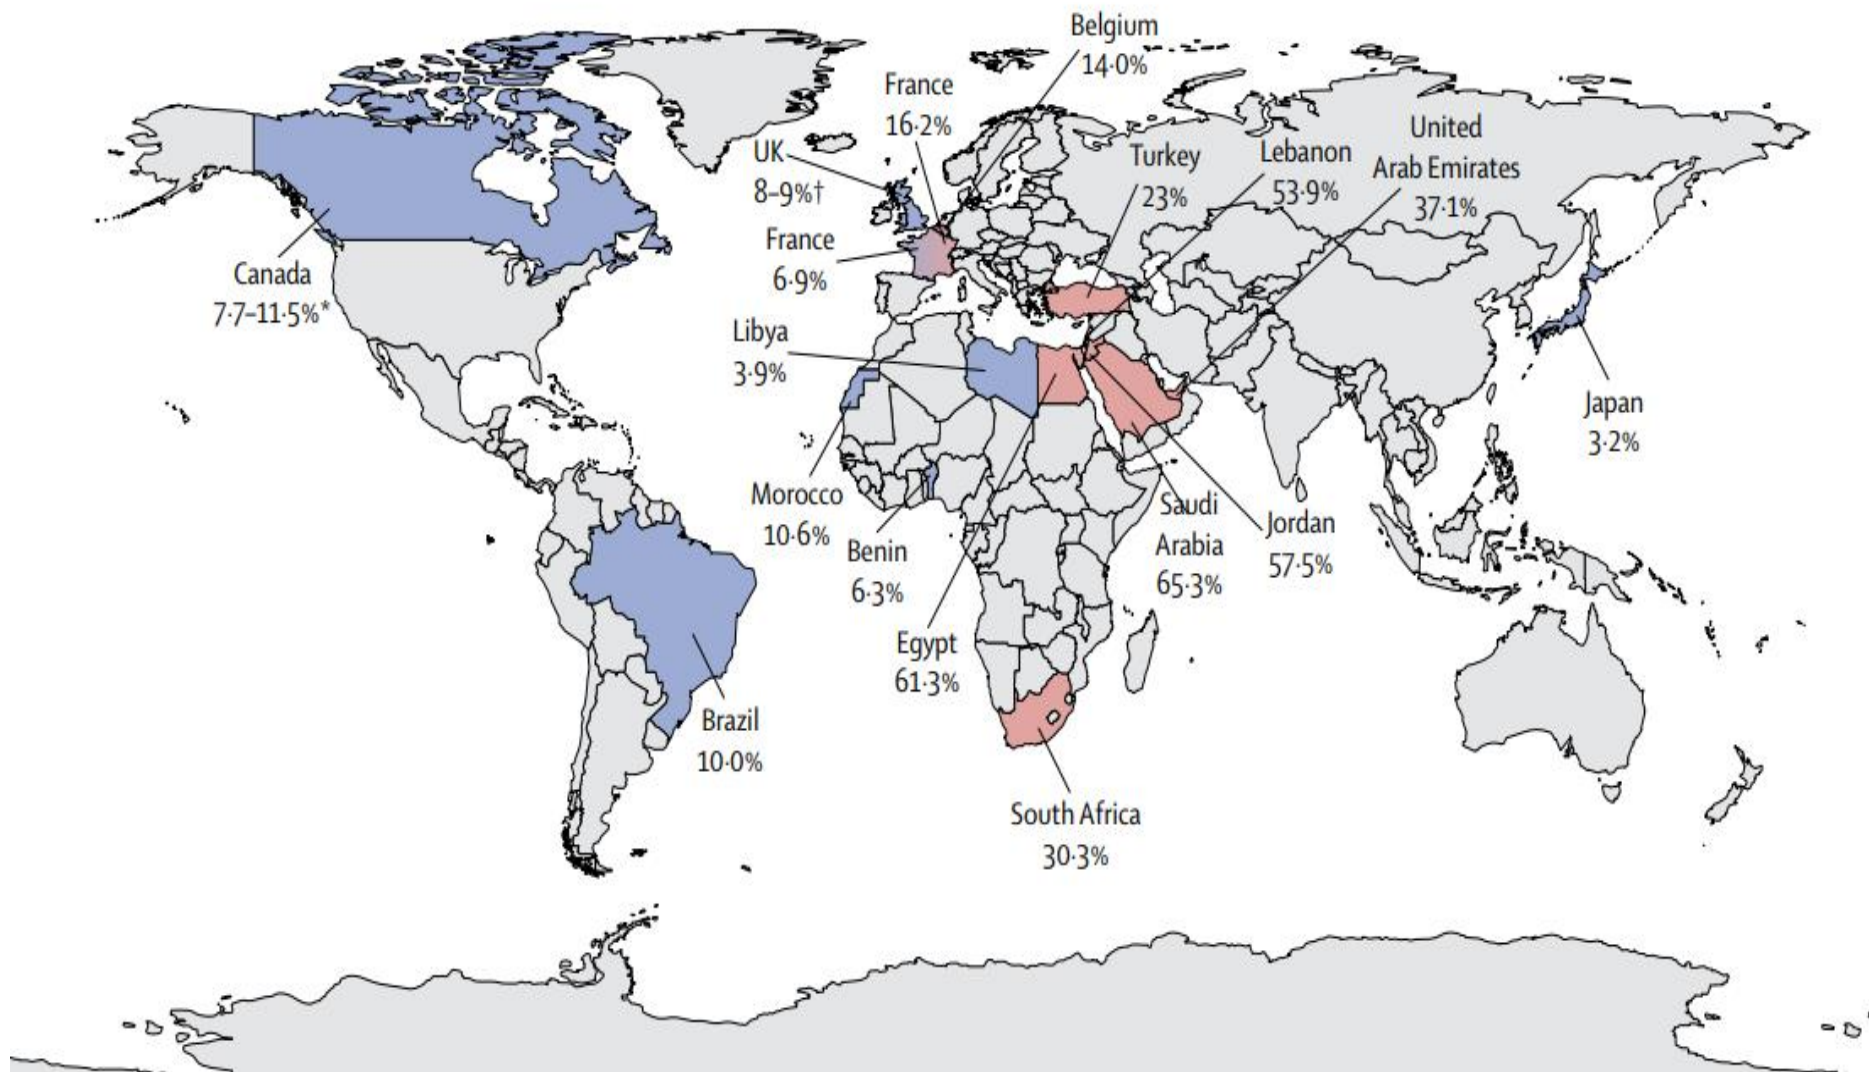 Belgium
14·0%
France
16·2%
UK
8–9%†
United
Arab Emirates
37·1%
Turkey
23%
Lebanon
53·9%
France
6·9%
Canada
7·7–11·5%*
Libya
3·9%
Japan
3·2%
Morocco
10·6%
Benin
6·3%
Saudi
Arabia
65·3%
Jordan
57·5%
Egypt
61·3%
Brazil
10·0%
South Africa
30·3%